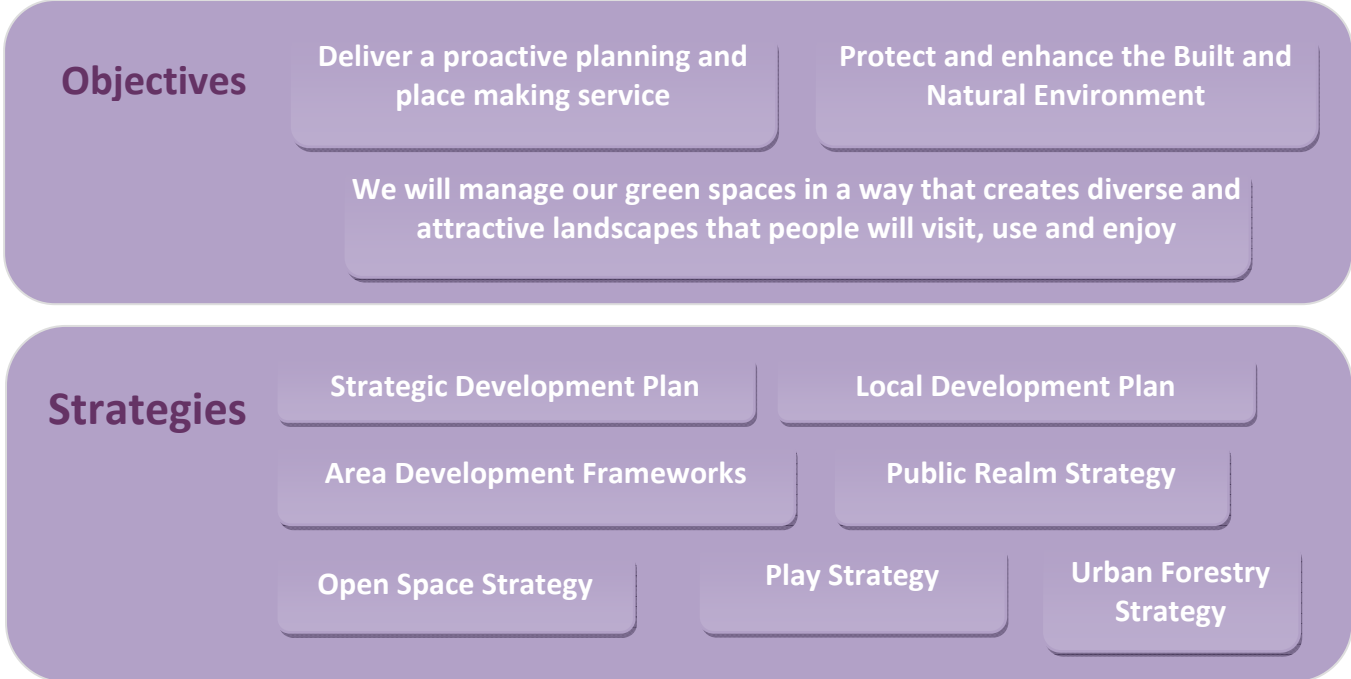 Objectives
Deliver a proactive planning and
place making service
Protect and enhance the Built and
Natural Environment
We will manage our green spaces in a way that creates diverse and
attractive landscapes that people will visit, use and enjoy
Strategies
Strategic Development Plan
Local Development Plan
Area Development Frameworks
Public Realm Strategy
Open Space Strategy
Play Strategy
Urban Forestry
Strategy